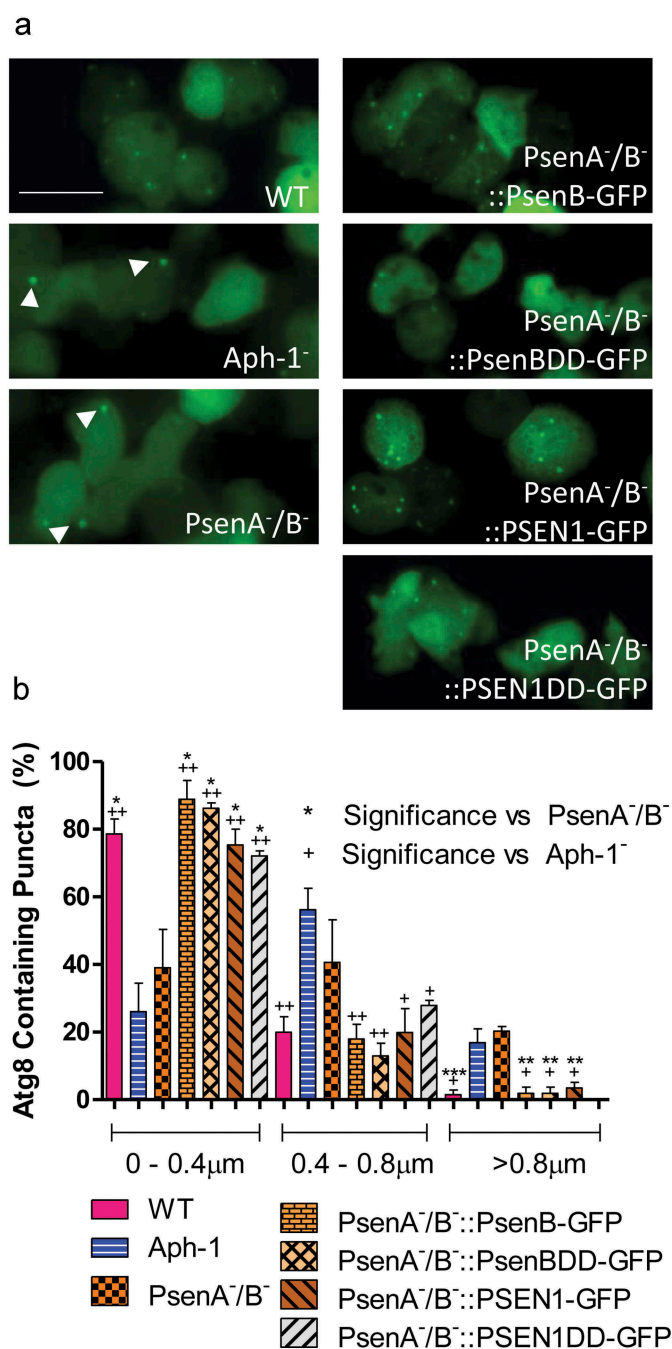 a
WT
Aph-1⁻
PsenA⁻/B⁻
PsenA⁻/B⁻
::PsenB-GFP
PsenA⁻/B⁻
::PsenBDD-GFP
PsenA⁻/B⁻
::PSEN1-GFP
PsenA⁻/B⁻
::PSEN1DD-GFP
b
Atg8 Containing Puncta (%)
100
80
60
40
20
0
*
++
*
++
*
++
*
++
*
++
++
++
++
+
+
***
+
**
+
**
+
**
+
* Significance vs PsenA⁻/B⁻
+ Significance vs Aph-1⁻
0 - 0.4μm
0.4 - 0.8μm
>0.8μm
WT
Aph-1
PsenA⁻/B⁻
PsenA⁻/B⁻::PsenB-GFP
PsenA⁻/B⁻::PsenBDD-GFP
PsenA⁻/B⁻::PSEN1-GFP
PsenA⁻/B⁻::PSEN1DD-GFP